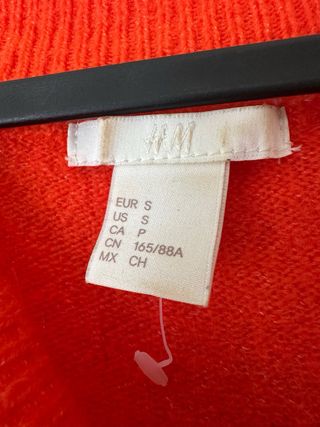 H&M
EUR S
US S
CA P
CN 165/88A
MX CH